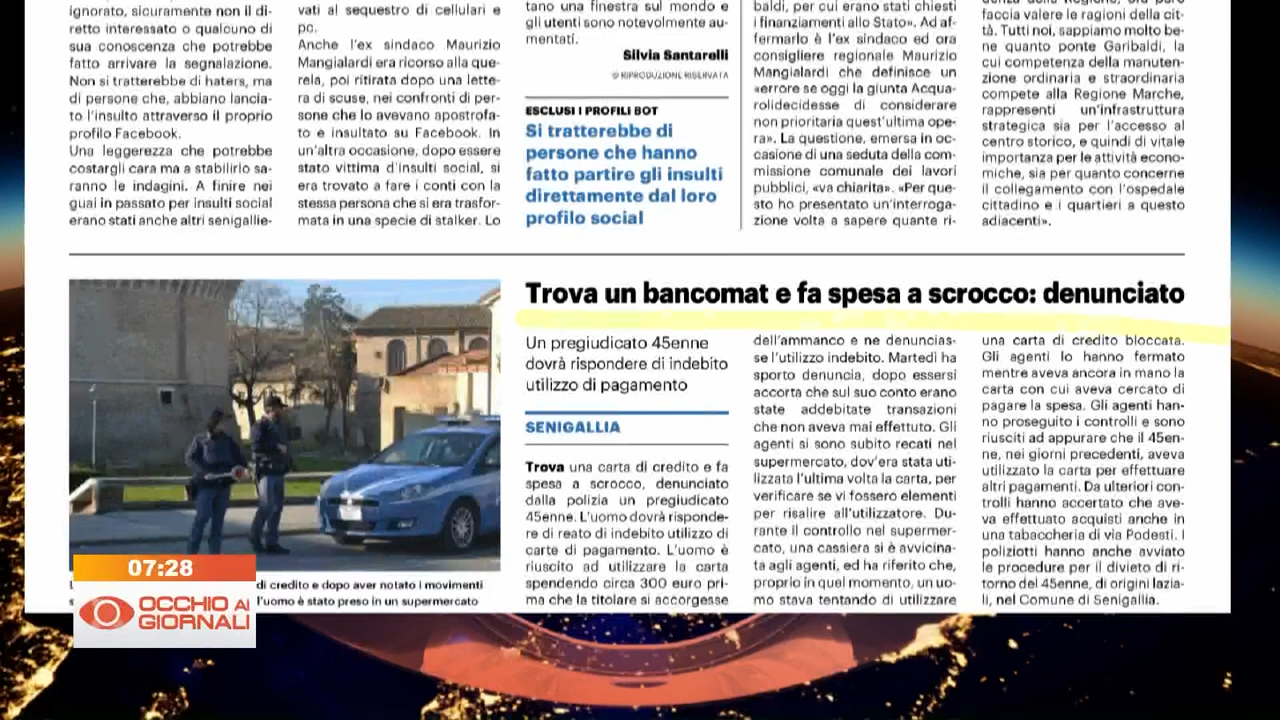 ignorato, sicuramente non il di-
retto interessato o qualcuno di
sua conoscenza che potrebbe
fatto arrivare la segnalazione.
Non si tratterebbe di haters, ma
di persone che, abbiano lancia-
to l'insulto attraverso il proprio
profilo Facebook.
Una leggerezza che potrebbe
costargli cara ma a stabilirlo sa-
ranno le indagini. A finire nei
guai in passato per insulti social
erano stati anche altri senigallie-
vati al sequestro di cellulari e
pc.
Anche l'ex sindaco Maurizio
Mangialardi era ricorso alla que-
rela, poi ritirata dopo una lette-
ra di scuse, nei confronti di per-
sone che lo avevano apostrofa-
to e insultato su Facebook. In
un'altra occasione, dopo essere
stato vittima d'insulti social, si
era trovato a fare i conti con la
stessa persona che si era trasfor-
mata in una specie di stalker. Lo
tano una finestra sul mondo e
gli utenti sono notevolmente au-
mentati.
Silvia Santarelli
© RIPRODUZIONE RISERVATA
ESCLUSI I PROFILI BOT
Si tratterebbe di
persone che hanno
fatto partire gli insulti
direttamente dal loro
profilo social
baldi, per cui erano stati chiesti
i finanziamenti allo Stato». Ad af-
fermarlo è l'ex sindaco ed ora
consigliere regionale Maurizio
Mangialardi che definisce un
«errore se oggi la giunta Acqua-
rolidecidesse di considerare
non prioritaria quest'ultima ope-
ra». La questione, emersa in oc-
casione di una seduta della com-
missione comunale dei lavori
pubblici, «va chiarita». «Per que-
sto ho presentato un'interroga-
zione volta a sapere quante ri-
faccia valere le ragioni della cit-
tà. Tutti noi, sappiamo molto be-
ne quanto ponte Garibaldi, la
cui competenza della manuten-
zione ordinaria e straordinaria
compete alla Regione Marche,
rappresenti un'infrastruttura
strategica sia per l'accesso al
centro storico, e quindi di vitale
importanza per le attività econo-
miche, sia per quanto concerne
il collegamento con l'ospedale
cittadino e i quartieri a questo
adiacenti».
Trova un bancomat e fa spesa a scrocco: denunciato
Un pregiudicato 45enne
dovrà rispondere di indebito
utilizzo di pagamento
SENIGALLIA
Trova una carta di credito e fa
spesa a scrocco, denunciato
dalla polizia un pregiudicato
45enne. L'uomo dovrà risponde-
re di reato di indebito utilizzo di
carte di pagamento. L'uomo è
riuscito ad utilizzare la carta
spendendo circa 300 euro pri-
ma che la titolare si accorgesse
dell'ammanco e ne denuncias-
se l'utilizzo indebito. Martedì ha
sporto denuncia, dopo essersi
accorta che sul suo conto erano
state addebitate transazioni
che non aveva mai effettuto. Gli
agenti si sono subito recati nel
supermercato, dov'era stata uti-
lizzata l'ultima volta la carta, per
verificare se vi fossero elementi
per risalire all'utilizzatore. Du-
rante il controllo nel supermer-
cato, una cassiera si è avvicina-
ta agli agenti, ed ha riferito che,
proprio in quel momento, un uo-
mo stava tentando di utilizzare
una carta di credito bloccata.
Gli agenti lo hanno fermato
mentre aveva ancora in mano la
carta con cui aveva cercato di
pagare la spesa. Gli agenti han-
no proseguito i controlli e sono
riusciti ad appurare che il 45en-
ne, nei giorni precedenti, aveva
utilizzato la carta per effettuare
altri pagamenti. Da ulteriori con-
trolli hanno accertato che ave-
va effettuato acquisti anche in
una tabaccheria di via Podesti. I
poliziotti hanno anche avviato
le procedure per il divieto di ri-
torno del 45enne, di origini lazia-
li, nel Comune di Senigallia.
di credito e dopo aver notato i movimenti
l'uomo è stato preso in un supermercato
07:28
OCCHIO AI
GIORNALI